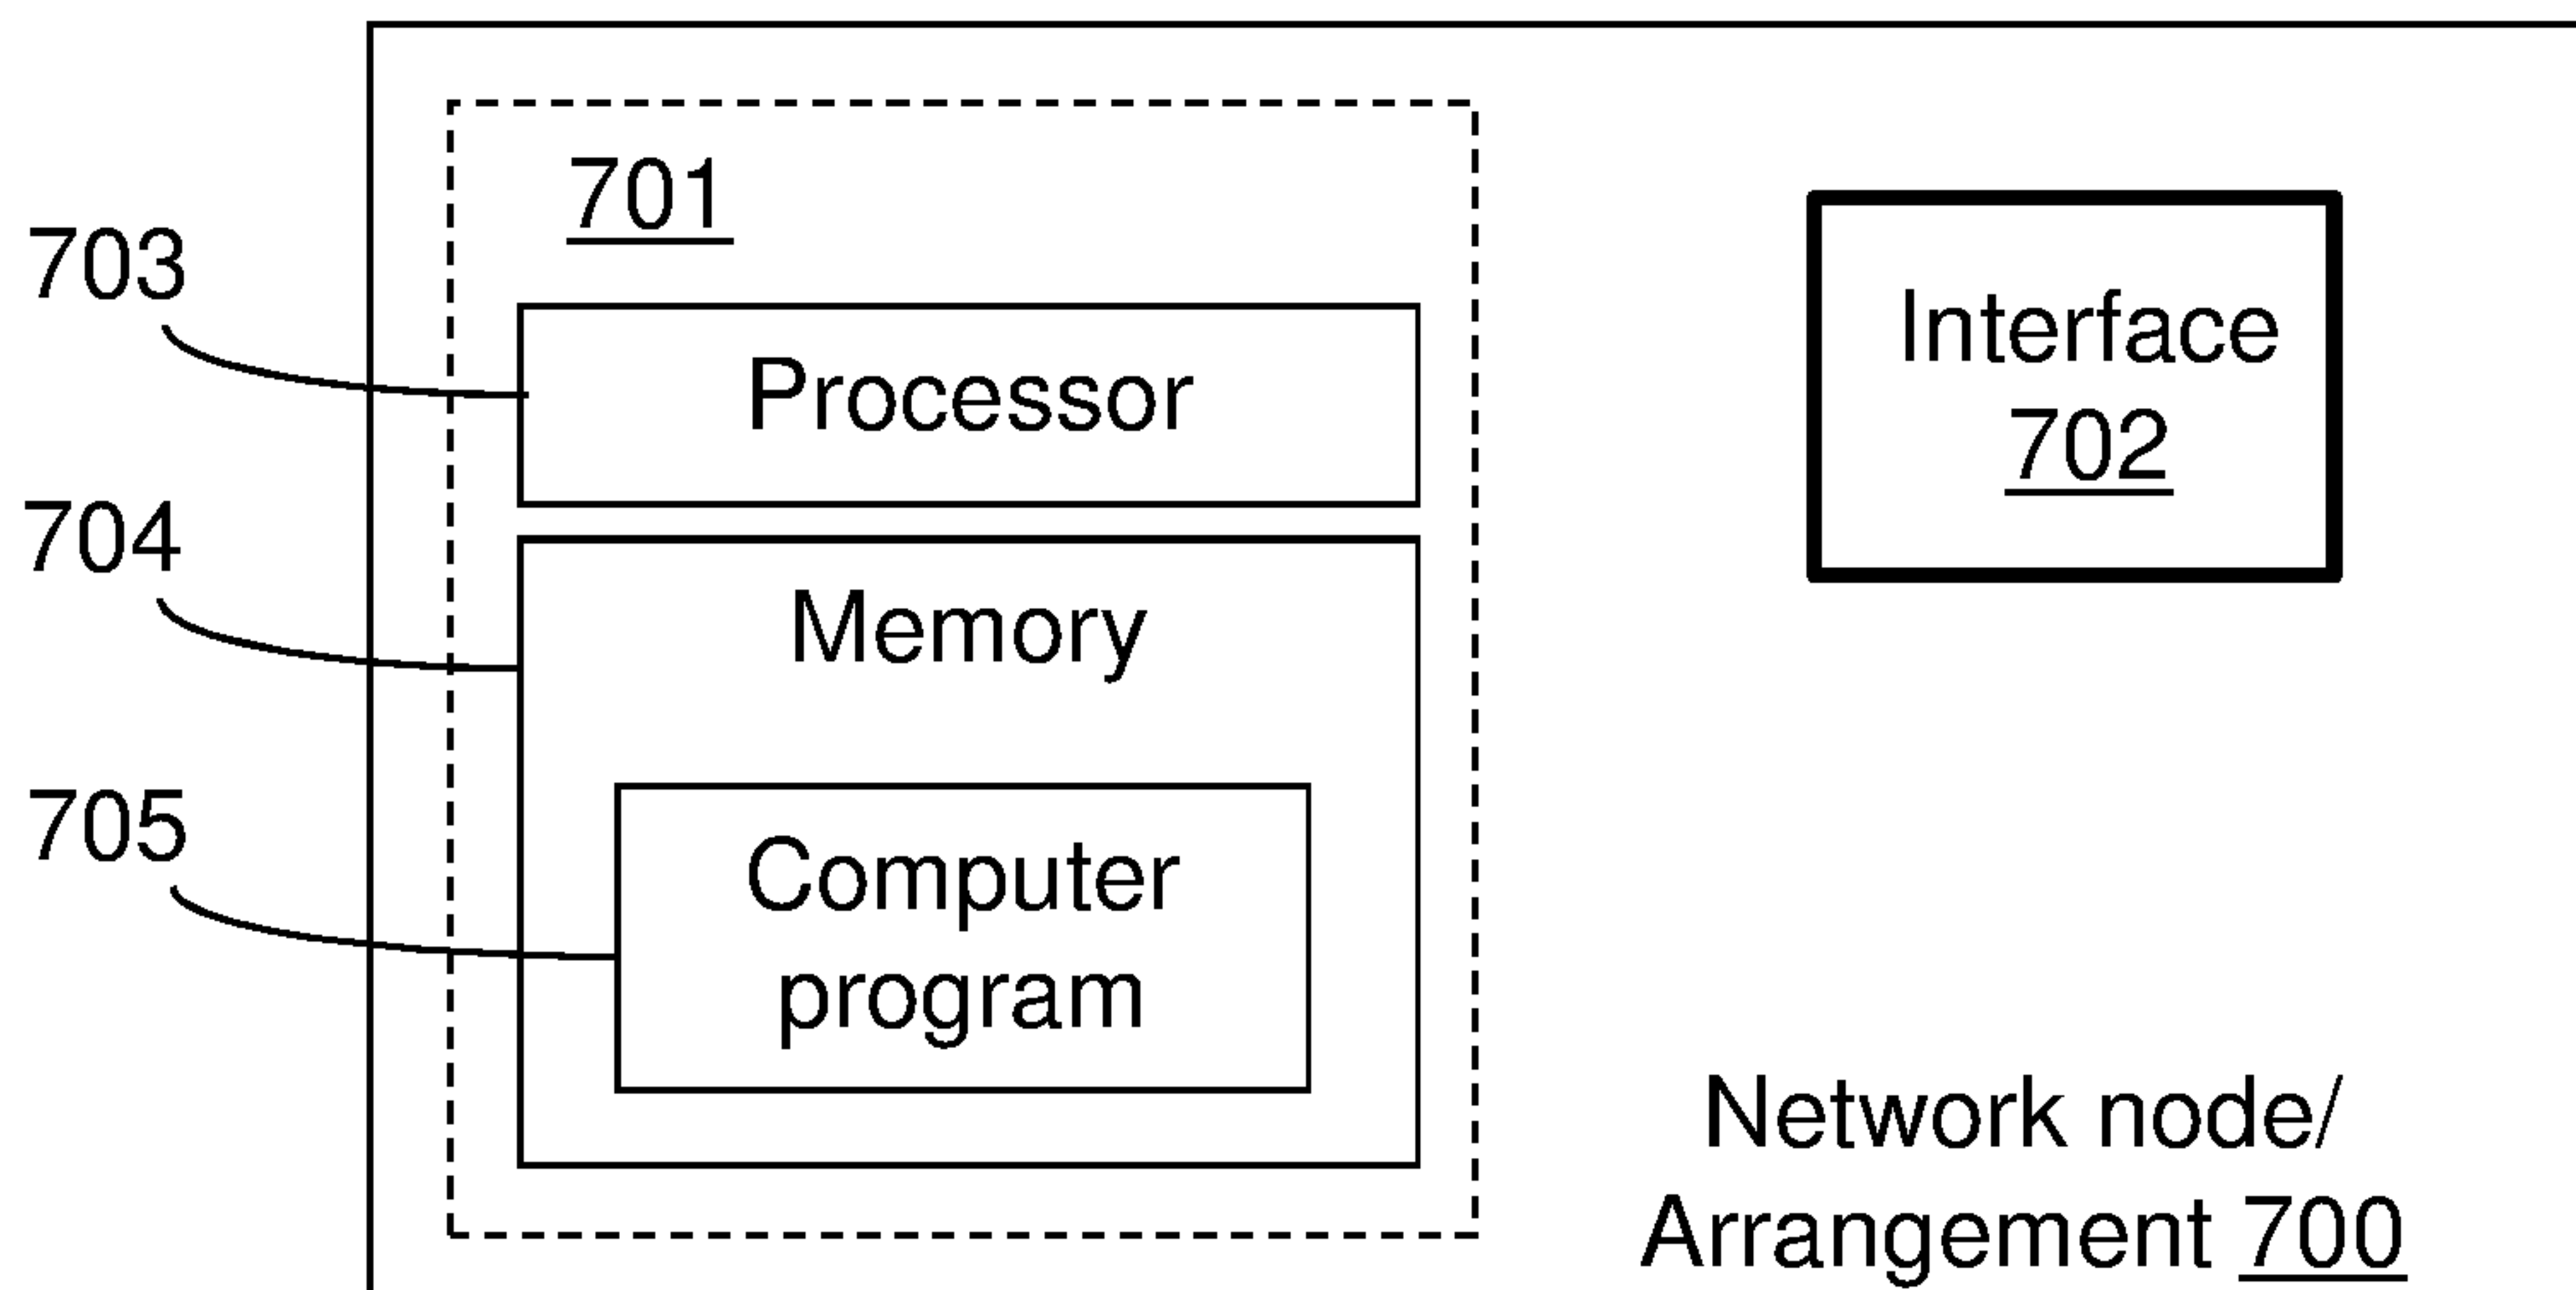 701
703
Processor
Interface
702
704
Memory
705
Computer
program
Network node/
Arrangement 700